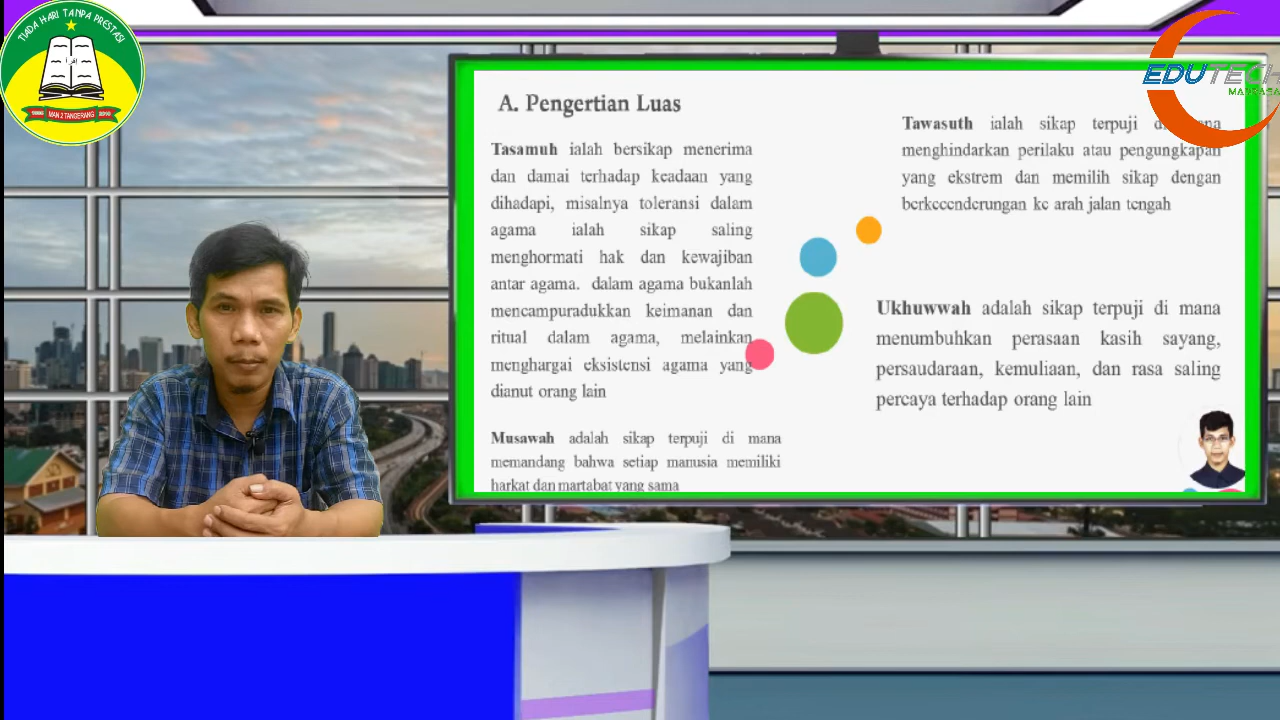 TIADA HARI TANPA PRESTASI
MAN 2 TANGERANG
EDUTECH
A. Pengertian Luas
Tasamuh ialah bersikap menerima
dan damai terhadap keadaan yang
dihadapi, misalnya toleransi dalam
agama ialah sikap saling
menghormati hak dan kewajiban
antar agama. dalam agama bukanlah
mencampuradukkan keimanan dan
ritual dalam agama, melainkan
menghargai eksistensi agama yang
dianut orang lain
Musawah adalah sikap terpuji di mana
memandang bahwa setiap manusia memiliki
harkat dan martabat yang sama
Tawasuth ialah sikap terpuji
menghindarkan perilaku atau pengungkapan
yang ekstrem dan memilih sikap dengan
berkecenderungan ke arah jalan tengah
Ukhuwwah adalah sikap terpuji di mana
menumbuhkan perasaan kasih sayang,
persaudaraan, kemuliaan, dan rasa saling
percaya terhadap orang lain